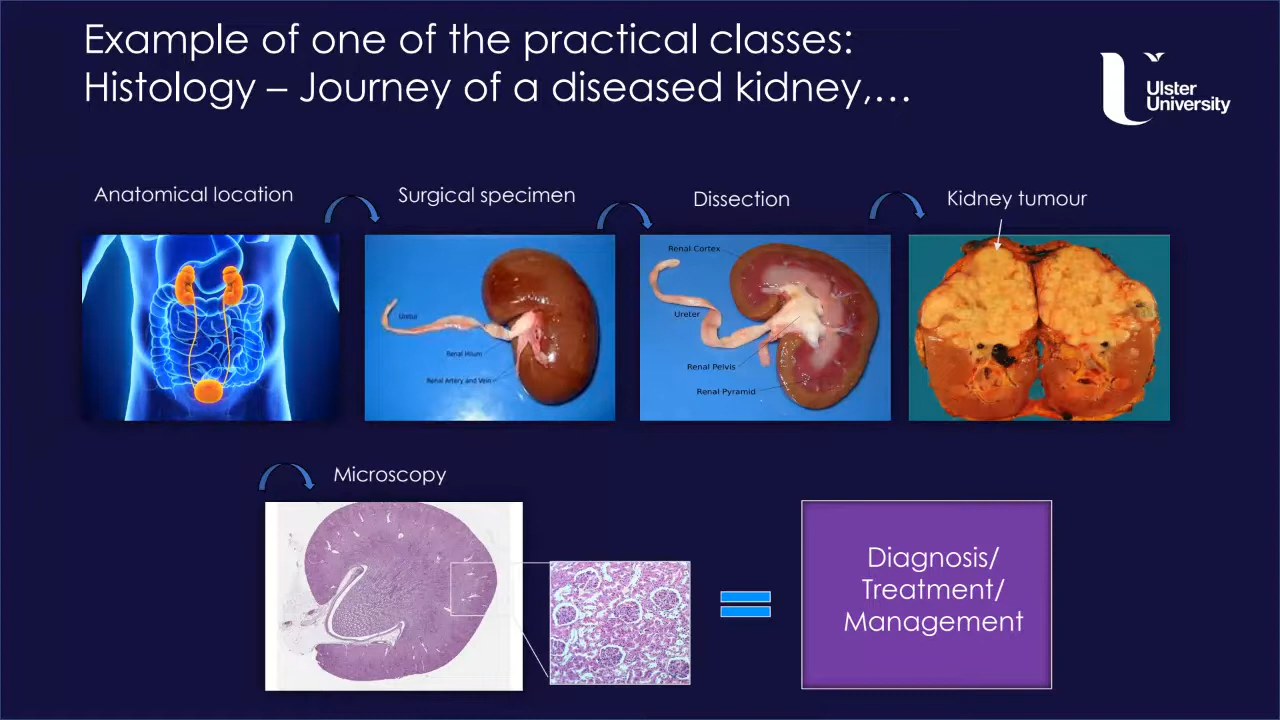 Example of one of the practical classes:
Histology – Journey of a diseased kidney,…
Ulster
University
Anatomical location
Surgical specimen
Dissection
Kidney tumour
Ureter
Renal Hilum
Renal Artery and Vein
Renal Cortex
Ureter
Renal Pelvis
Renal Pyramid
Microscopy
Diagnosis/
Treatment/
Management